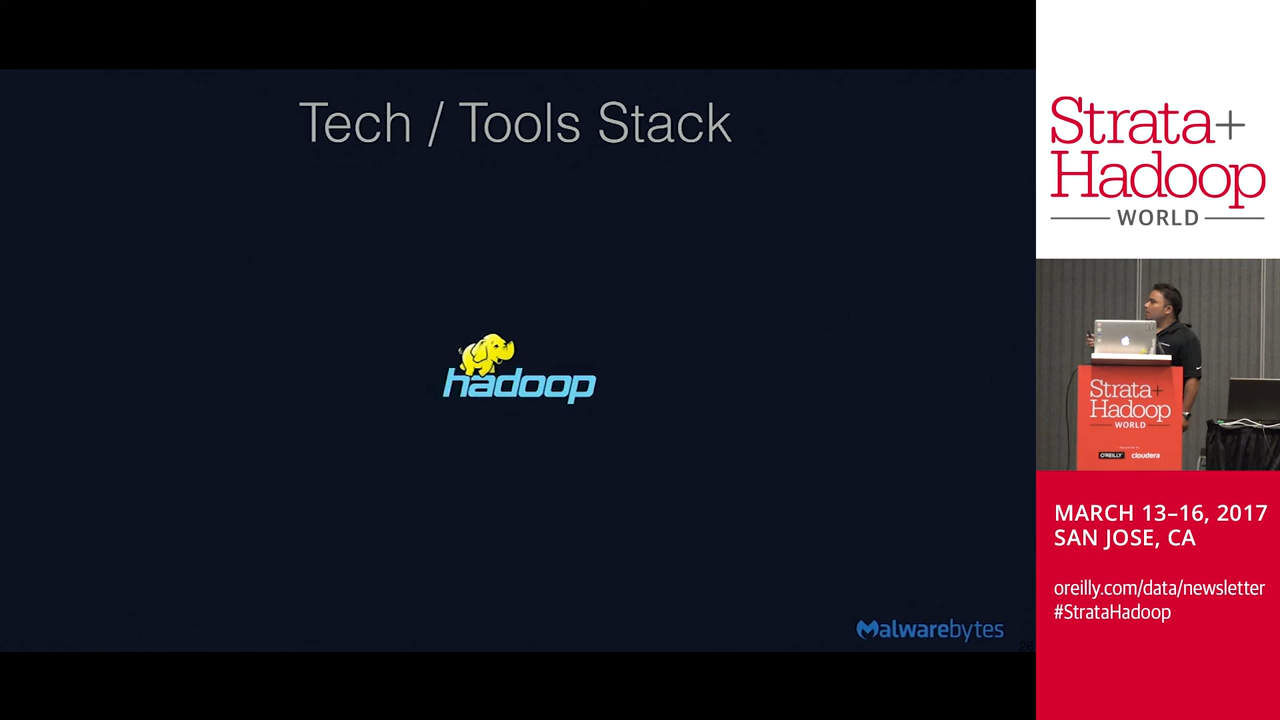 Tech / Tools Stack
hadoop
Malwarebytes
Strata+
Hadoop
WORLD
Strata+
Hadoop
WORLD
O'REILLY
cloudera
MARCH 13–16, 2017
SAN JOSE, CA
oreilly.com/data/newsletter
#StrataHadoop